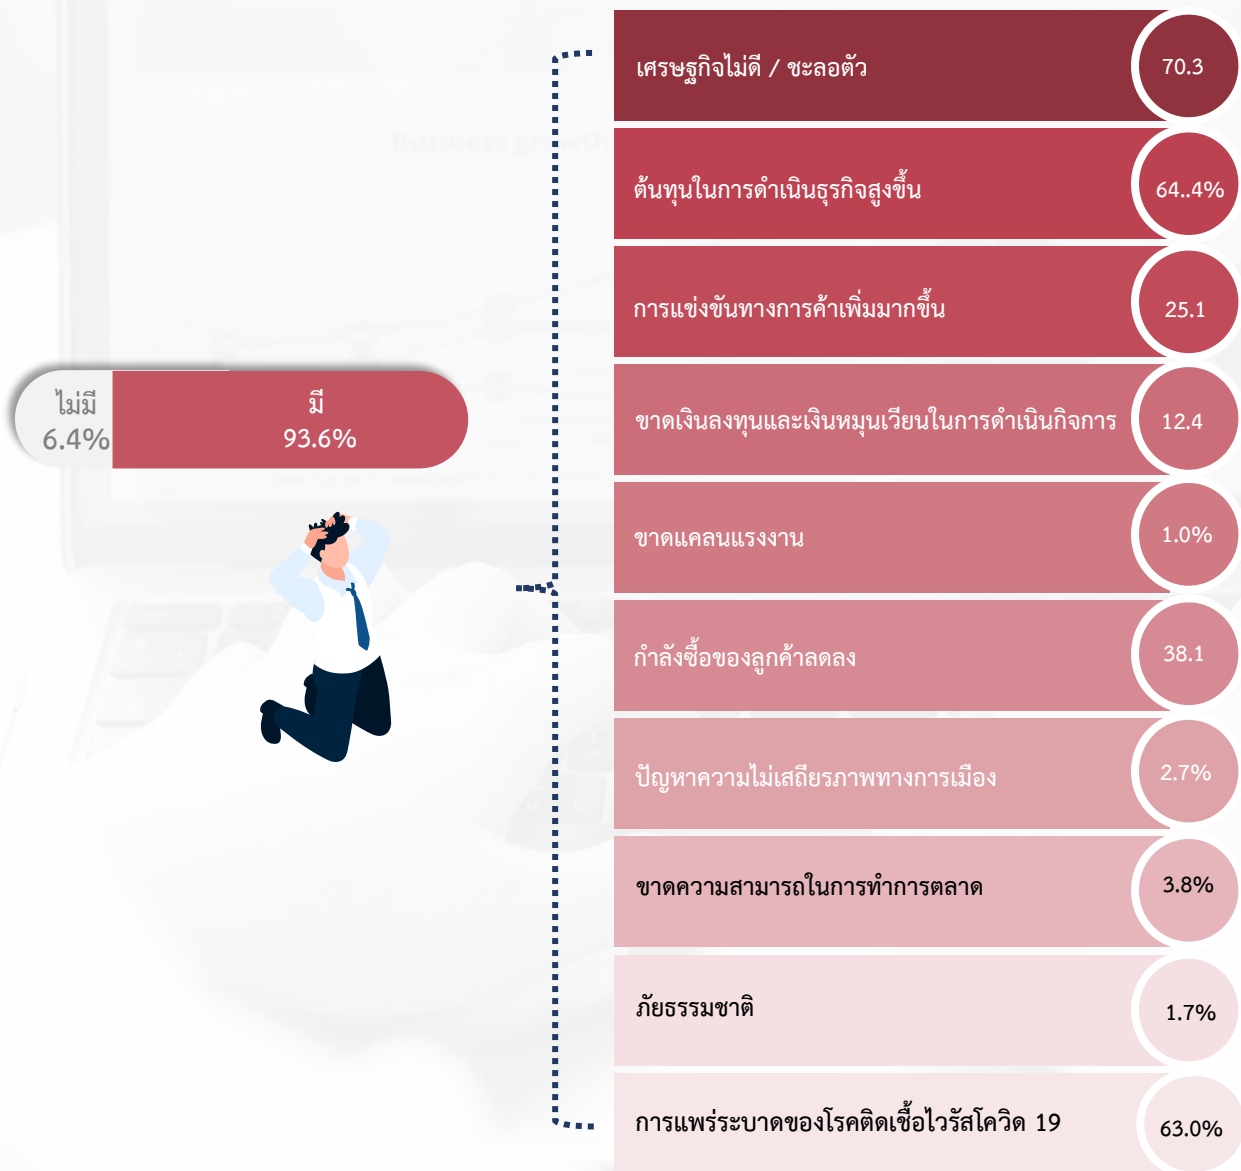 Business growth
เศรษฐกิจไม่ดี / ชะลอตัว
70.3
ต้นทุนในการดำเนินธุรกิจสูงขึ้น
64..4%
การแข่งขันทางการค้าเพิ่มมากขึ้น
25.1
ไม่มี
6.4%
มี
93.6%
ขาดเงินลงทุนและเงินหมุนเวียนในการดำเนินกิจการ
12.4
ขาดแคลนแรงงาน
1.0%
กำลังซื้อของลูกค้าลดลง
38.1
ปัญหาความไม่เสถียรภาพทางการเมือง
2.7%
ขาดความสามารถในการทำการตลาด
3.8%
ภัยธรรมชาติ
1.7%
การแพร่ระบาดของโรคติดเชื้อไวรัสโควิด 19
63.0%